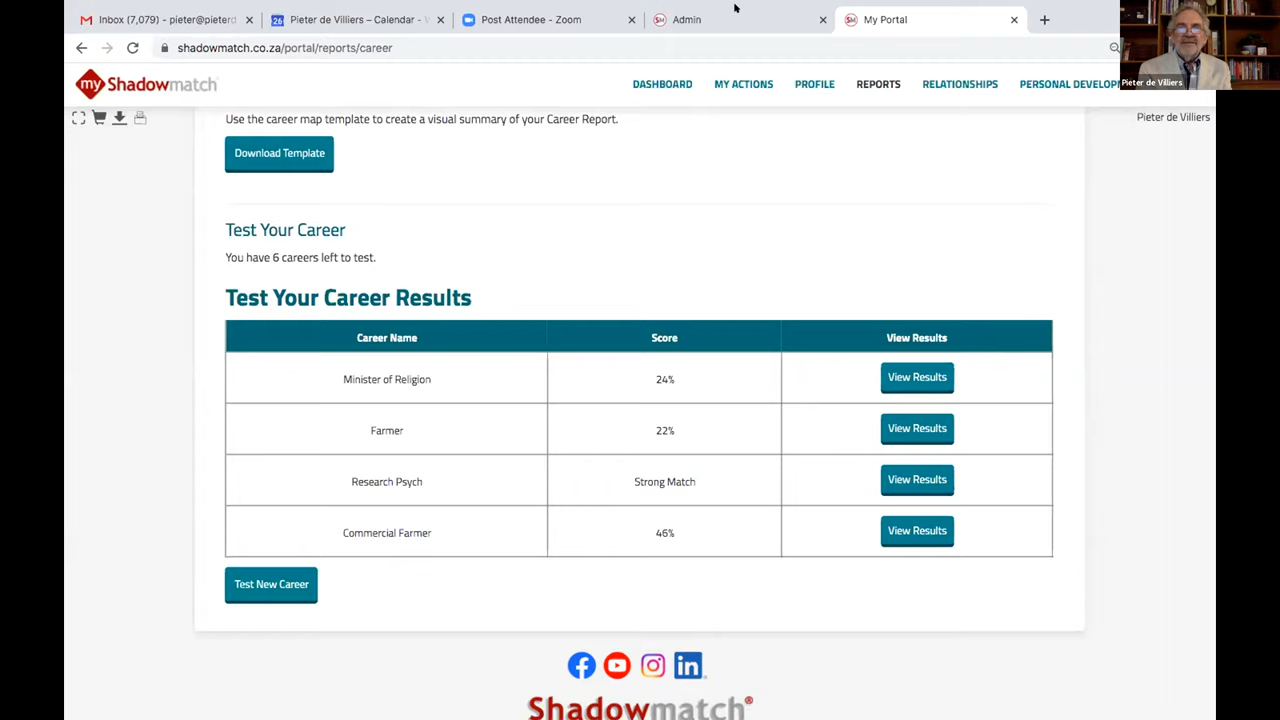 Inbox (7,079) - pieter@pieterd
Pieter de Villiers – Calendar -
Post Attendee - Zoom
Admin
My Portal
shadowmatch.co.za/portal/reports/career
Pieter de Villiers
my Shadowmatch
DASHBOARD
MY ACTIONS
PROFILE
REPORTS
RELATIONSHIPS
PERSONAL DEVELOPM
Pieter de Villiers
Use the career map template to create a visual summary of your Career Report.
Download Template
Test Your Career
You have 6 careers left to test.
Test Your Career Results
Career Name Score View Results
Minister of Religion 24% View Results
Farmer 22% View Results
Research Psych Strong Match View Results
Commercial Farmer 46% View Results
Test New Career
Shadowmatch®